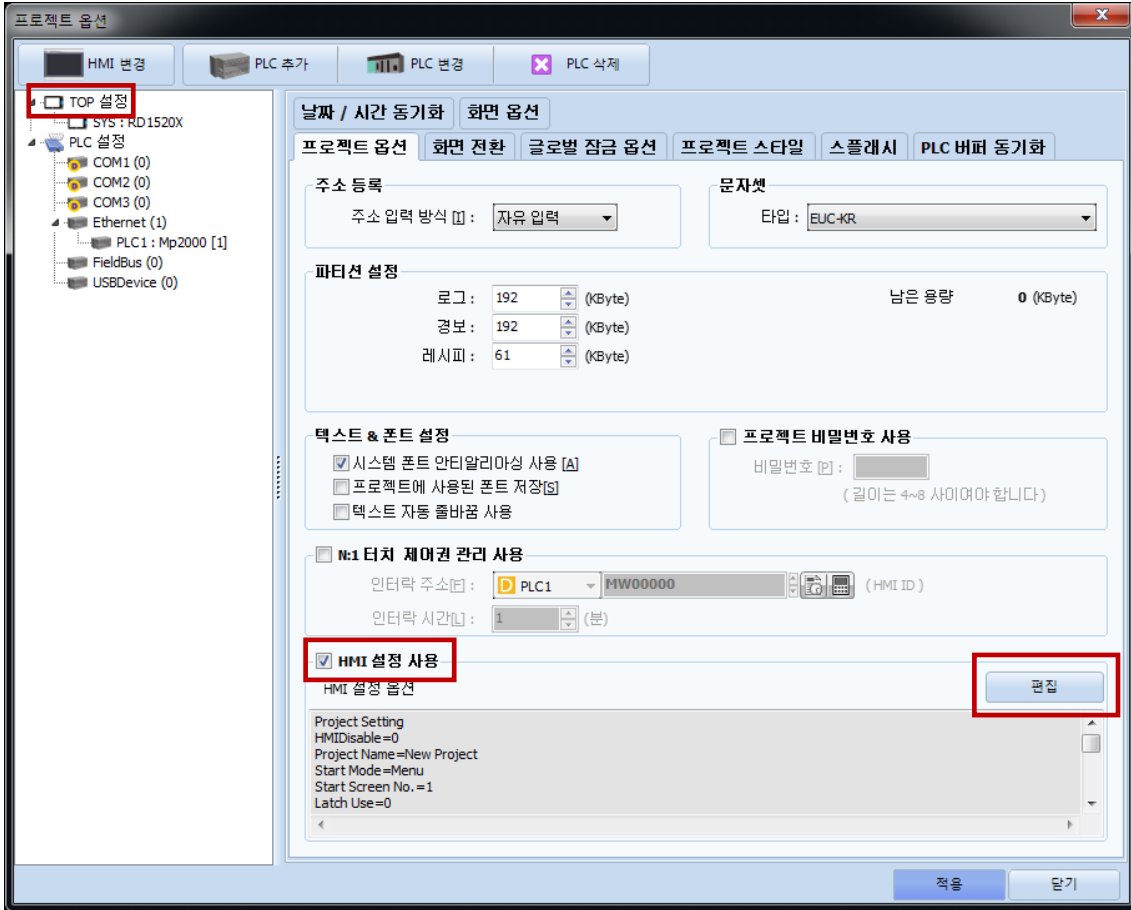 프로젝트 옵션
HMI 변경
PLC 추가
PLC 변경
PLC 삭제
TOP 설정
SYS : RD1520X
PLC 설정
COM1 (0)
COM2 (0)
COM3 (0)
Ethernet (1)
PLC1 : Mp2000 [1]
FieldBus (0)
USBDevice (0)
날짜 / 시간 동기화 화면 옵션
프로젝트 옵션 화면 전환 글로벌 잠금 옵션 프로젝트 스타일 스플래시 PLC 버퍼 동기화
주소 등록
주소 입력 방식 [I] : 자유 입력
문자셋
타입 : EUC-KR
파티션 설정
로그 : 192 (KByte) 남은 용량 0 (KByte)
경보 : 192 (KByte)
레시피 : 61 (KByte)
텍스트 & 폰트 설정
시스템 폰트 안티알리아싱 사용 [A]
프로젝트에 사용된 폰트 저장[S]
텍스트 자동 줄바꿈 사용
프로젝트 비밀번호 사용
비밀번호 [P] :
( 길이는 4~8 사이여야 합니다 )
N:1 터치 제어권 관리 사용
인터락 주소[F] : D PLC1 MW00000 ( HMI ID )
인터락 시간[L] : 1 (분)
HMI 설정 사용
HMI 설정 옵션
편집
Project Setting
HMIDisable=0
Project Name=New Project
Start Mode=Menu
Start Screen No.=1
Latch Use=0
적용
닫기